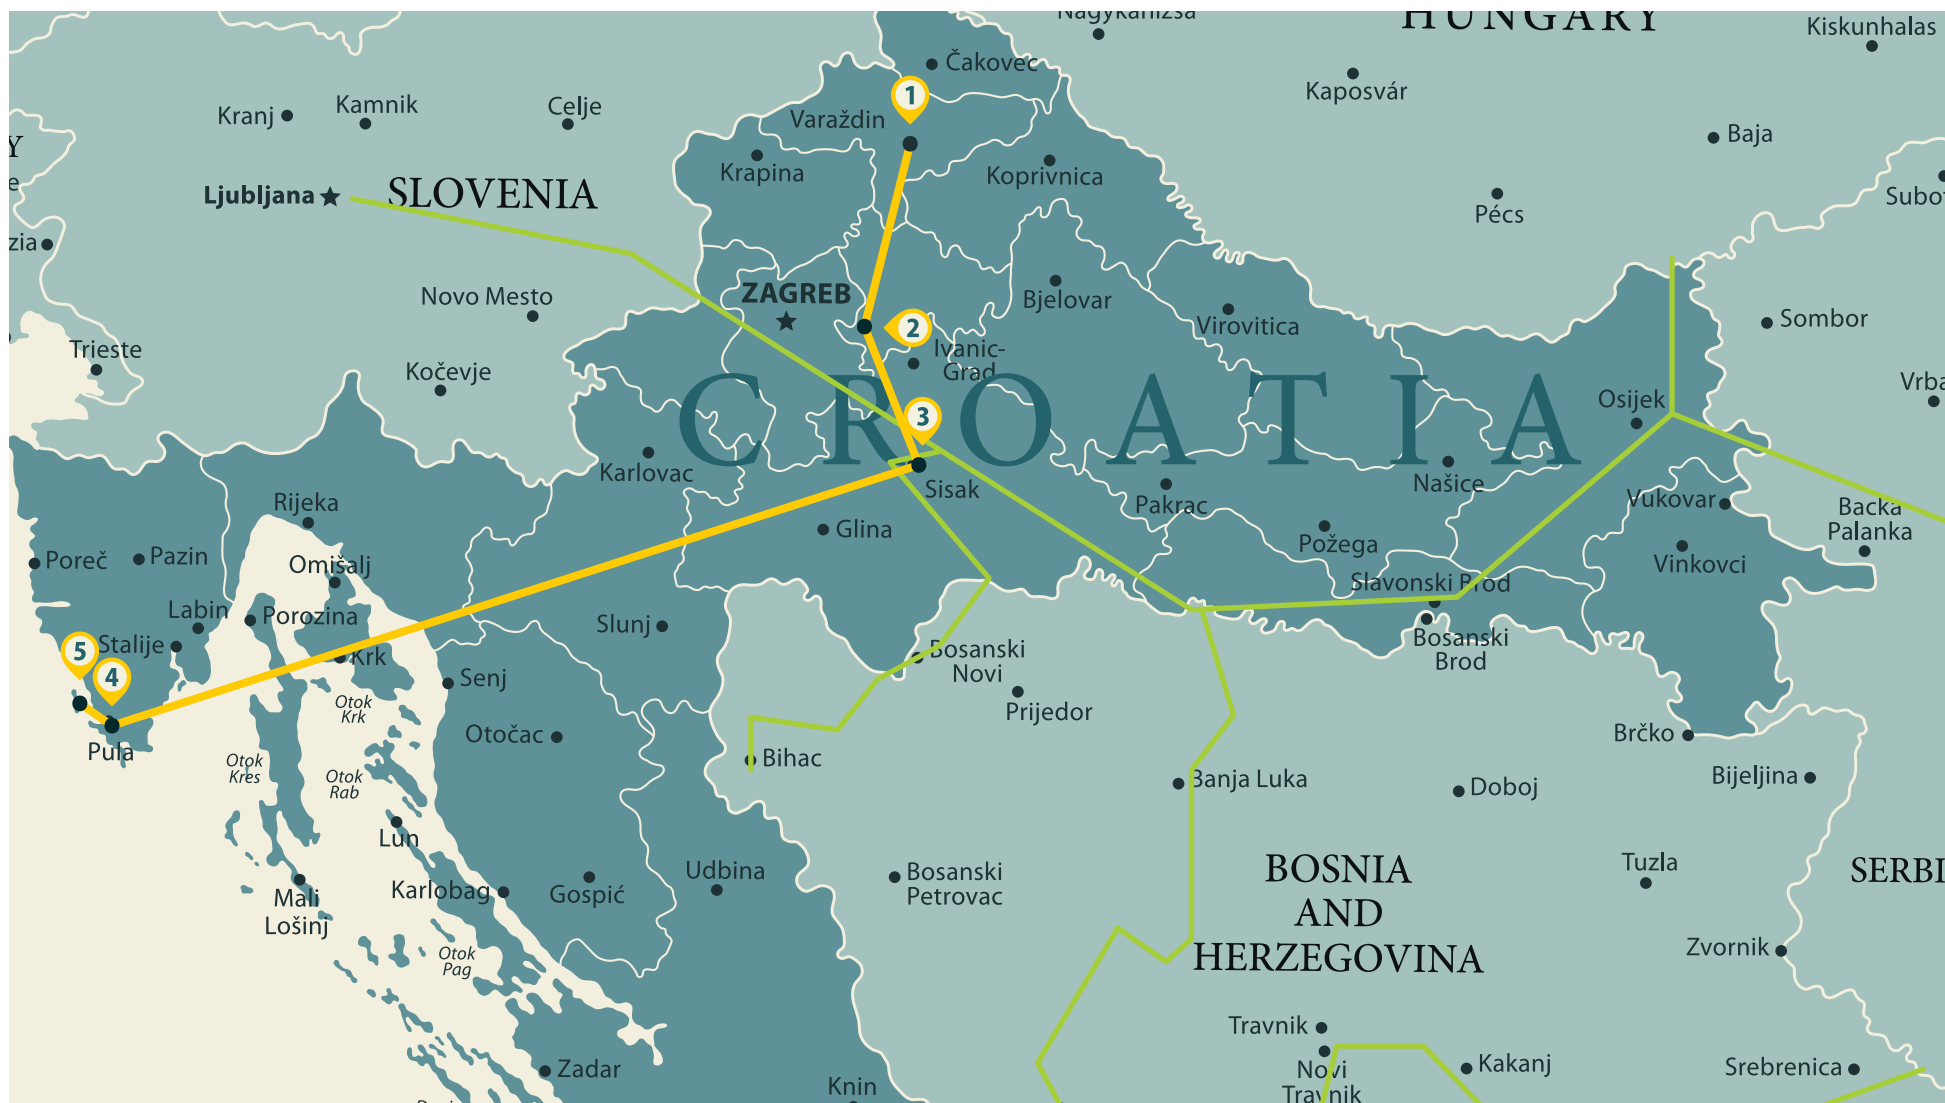 Nagykanizsa
HUNGARY
Kiskunhalas
Čakovec
Kaposvár
1
Kranj
Kamnik
Celje
Varaždin
Baja
Krapina
Koprivnica
Ljubljana
SLOVENIA
Pécs
zia
ZAGREB
Novo Mesto
Bjelovar
Virovitica
Sombor
2
Ivanic-
Grad
Trieste
Kočevje
CROATIA
Osijek
3
Karlovac
Sisak
Našice
Pakrac
Vukovar
Backa
Palanka
Rijeka
Glina
Požega
Vinkovci
Poreč
Pazin
Omišalj
Slavonski Brod
Labin
Porozina
Slunj
Bosanski
Brod
Stalije
5
4
Krk
Bosanski
Novi
Senj
Otok
Krk
Prijedor
Otočac
Brčko
Pula
Otok
Kres
Otok
Rab
Bihac
Banja Luka
Doboj
Bijeljina
Lun
Udbina
Bosanski
Petrovac
BOSNIA
AND
HERZEGOVINA
Tuzla
SERBI
Mali
Lošinj
Karlobag
Gospić
Otok
Pag
Zvornik
Travnik
Novi
Travnik
Kakanj
Srebrenica
Zadar
Knin